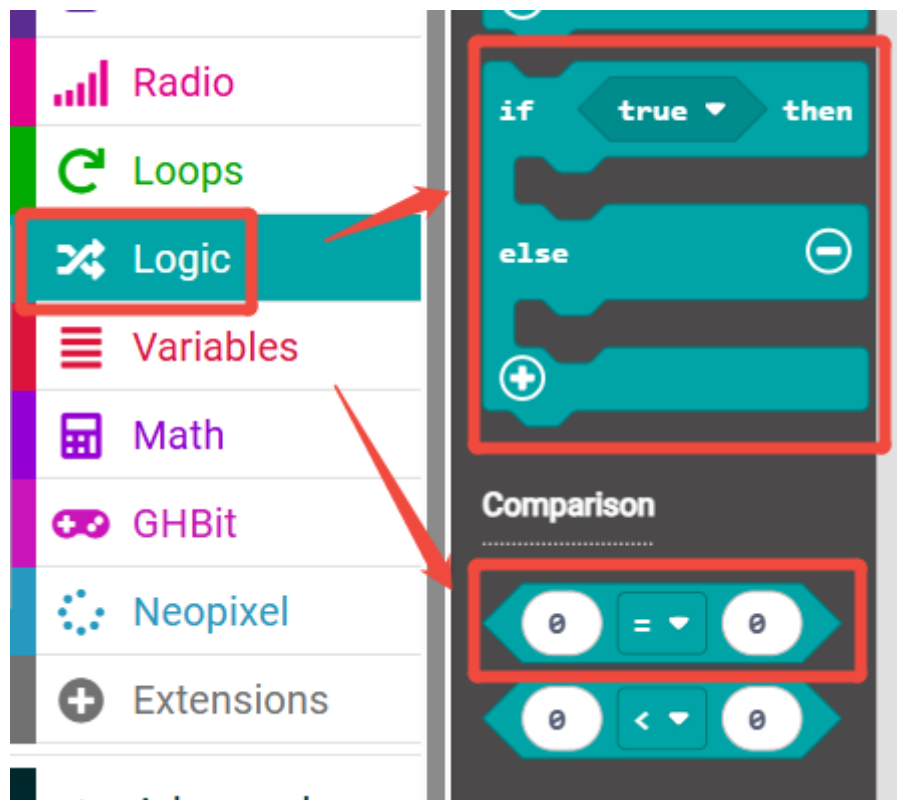 Radio
Loops
Logic
Variables
Math
GHBit
Neopixel
Extensions
if true then
else
Comparison
0 = 0
0 < 0